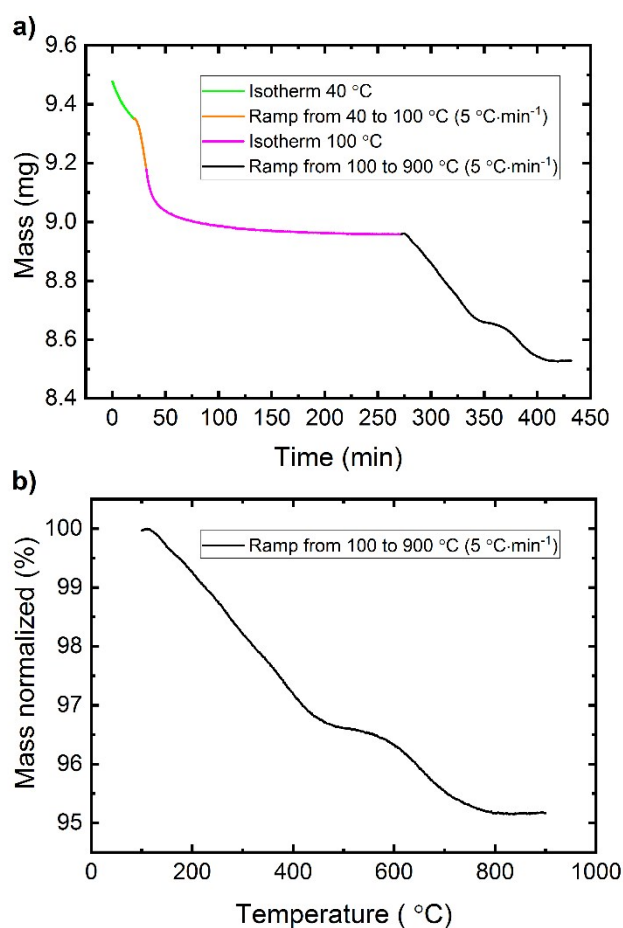 a)
9.6
9.4
9.2
9.0
8.8
8.6
8.4
Mass (mg)
Isotherm 40 °C
Ramp from 40 to 100 °C (5 °C·min⁻¹)
Isotherm 100 °C
Ramp from 100 to 900 °C (5 °C·min⁻¹)
0 50 100 150 200 250 300 350 400 450
Time (min)
b)
100
99
98
97
96
95
Mass normalized (%)
Ramp from 100 to 900 °C (5 °C·min⁻¹)
0 200 400 600 800 1000
Temperature ( °C)